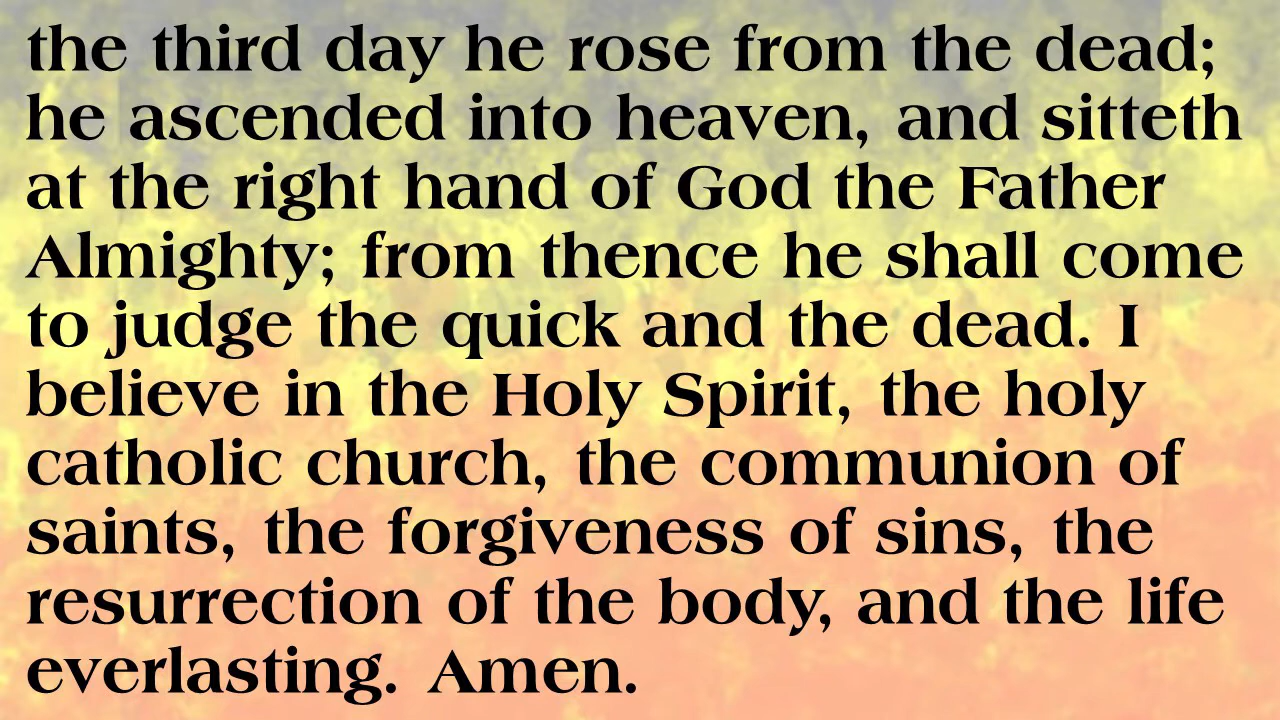 the third day he rose from the dead;
he ascended into heaven, and sitteth
at the right hand of God the Father
Almighty; from thence he shall come
to judge the quick and the dead. I
believe in the Holy Spirit, the holy
catholic church, the communion of
saints, the forgiveness of sins, the
resurrection of the body, and the life
everlasting. Amen.